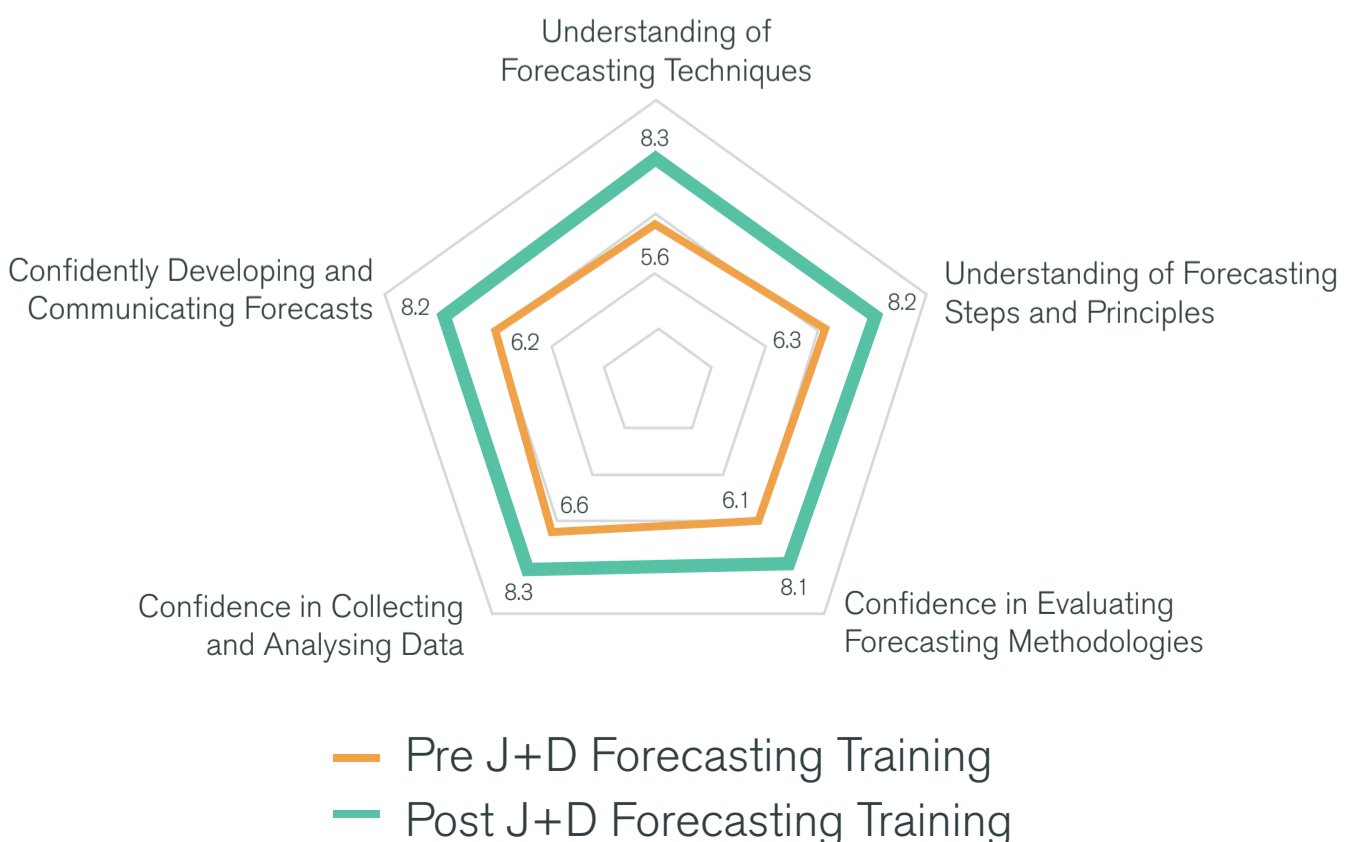 Understanding of
Forecasting Techniques
8.3
5.6
Confidently Developing and
Communicating Forecasts
8.2
6.2
6.3
8.2
Understanding of Forecasting
Steps and Principles
6.6
6.1
8.3
8.1
Confidence in Collecting
and Analysing Data
Confidence in Evaluating
Forecasting Methodologies
Pre J+D Forecasting Training
Post J+D Forecasting Training